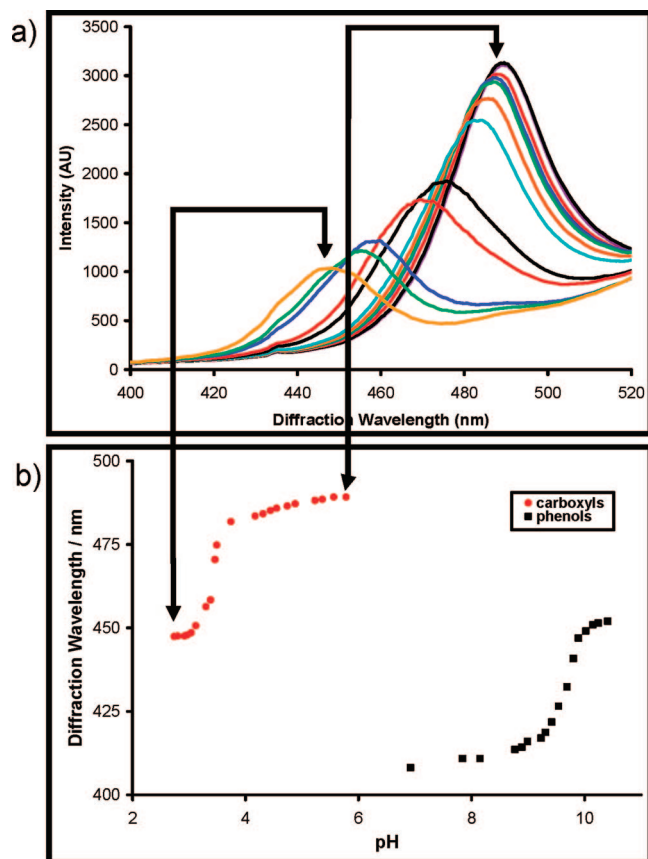 a)
3500
3000
2500
2000
1500
1000
500
0
Intensity (AU)
400 420 440 460 480 500 520
Diffraction Wavelength (nm)
b)
500
475
450
425
400
Diffraction Wavelength / nm
carboxyls
phenols
2 4 6 8 10
pH